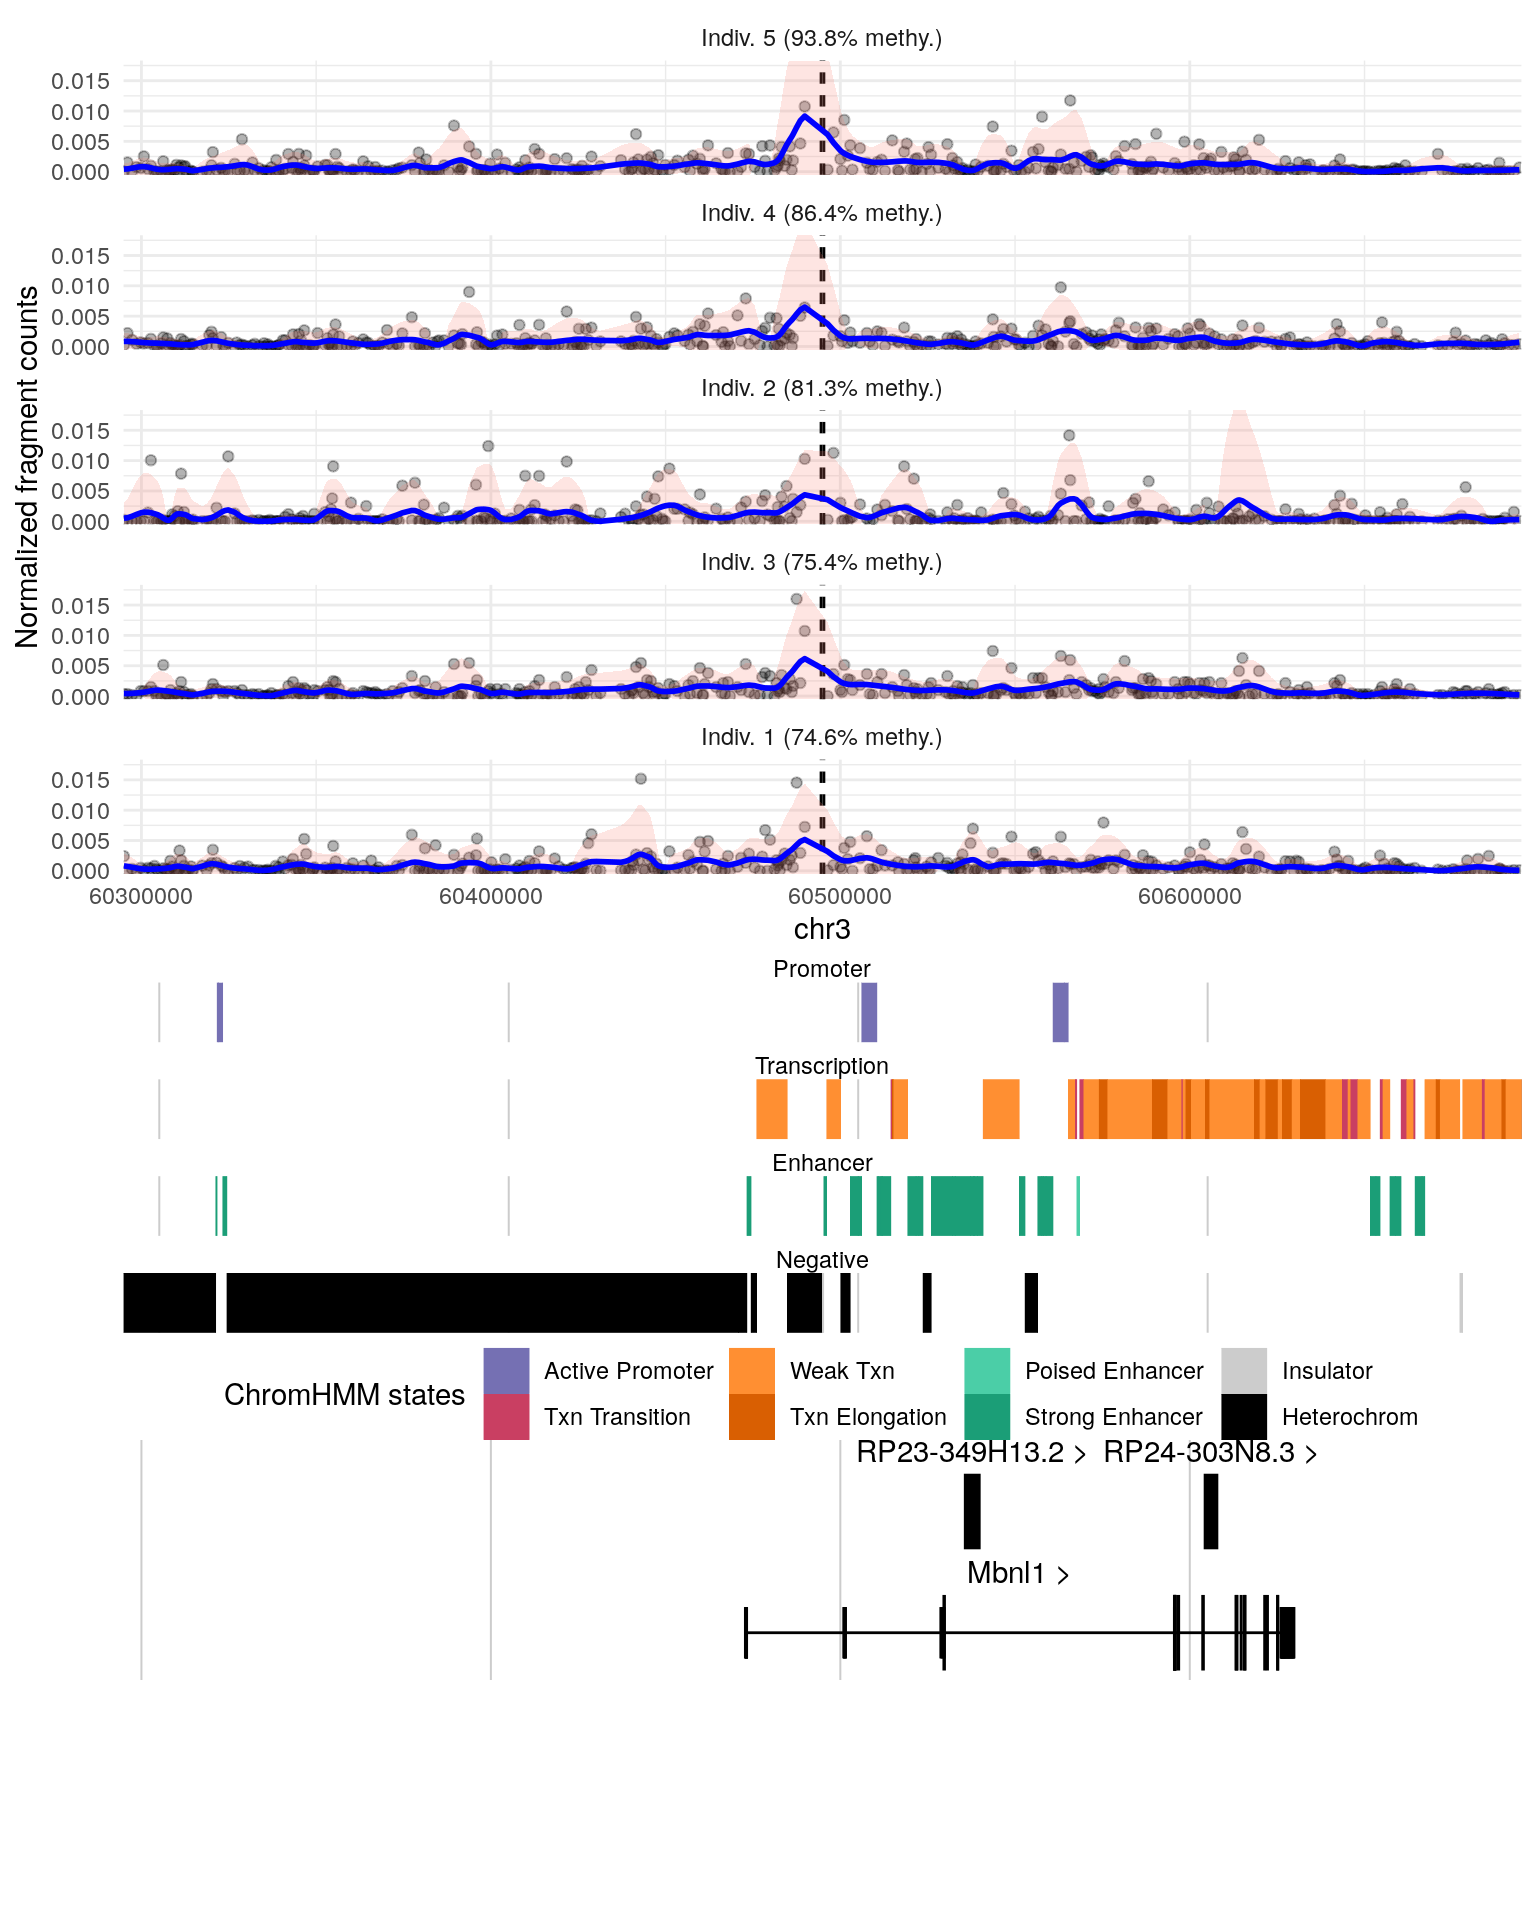 Indiv. 5 (93.8% methy.)
0.015
0.010
0.005
0.000
Indiv. 4 (86.4% methy.)
0.015
0.010
0.005
0.000
Indiv. 2 (81.3% methy.)
0.015
0.010
0.005
0.000
Indiv. 3 (75.4% methy.)
0.015
0.010
0.005
0.000
Indiv. 1 (74.6% methy.)
0.015
0.010
0.005
0.000
Normalized fragment counts
60300000 60400000 60500000 60600000
chr3
Promoter
Transcription
Enhancer
Negative
ChromHMM states
Active Promoter Weak Txn Poised Enhancer Insulator
Txn Transition Txn Elongation Strong Enhancer Heterochrom
RP23-349H13.2 > RP24-303N8.3 >
Mbnl1 >